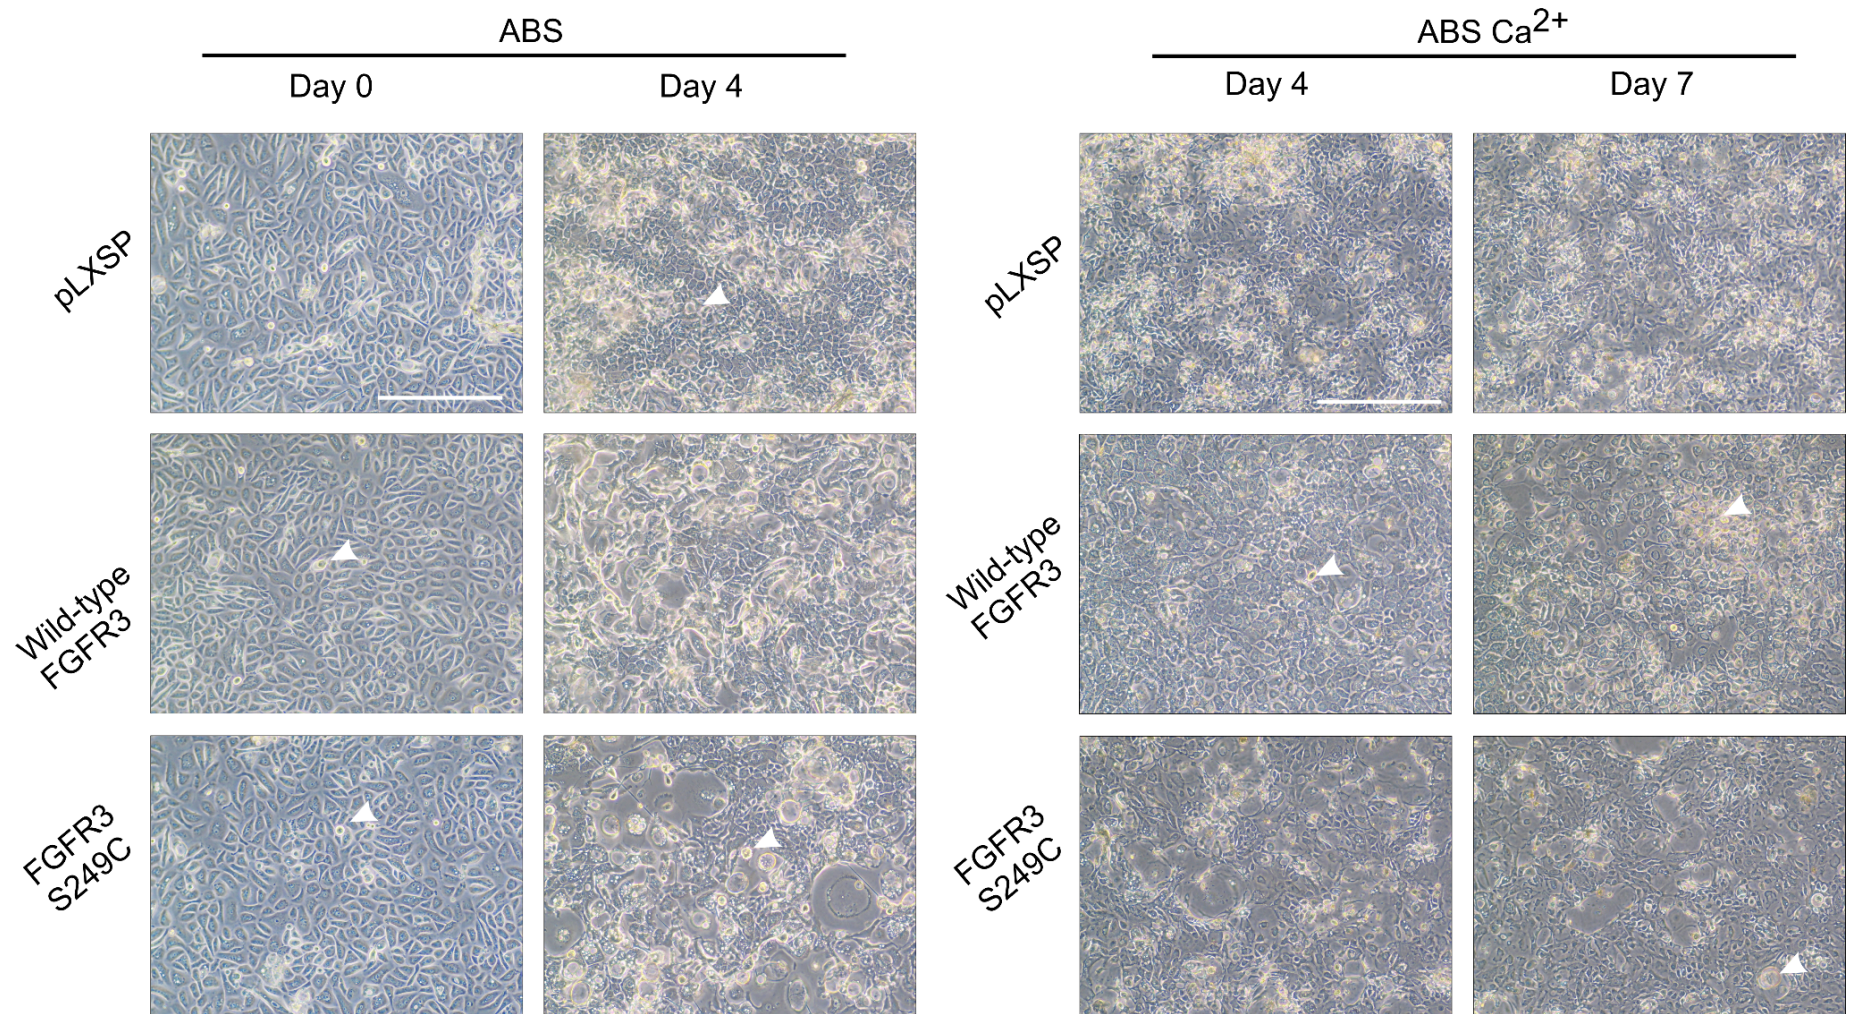 ABS
ABS Ca2+
Day 0
Day 4
Day 4
Day 7
pLXSP
pLXSP
Wild-type
FGFR3
Wild-type
FGFR3
FGFR3
S249C
FGFR3
S249C